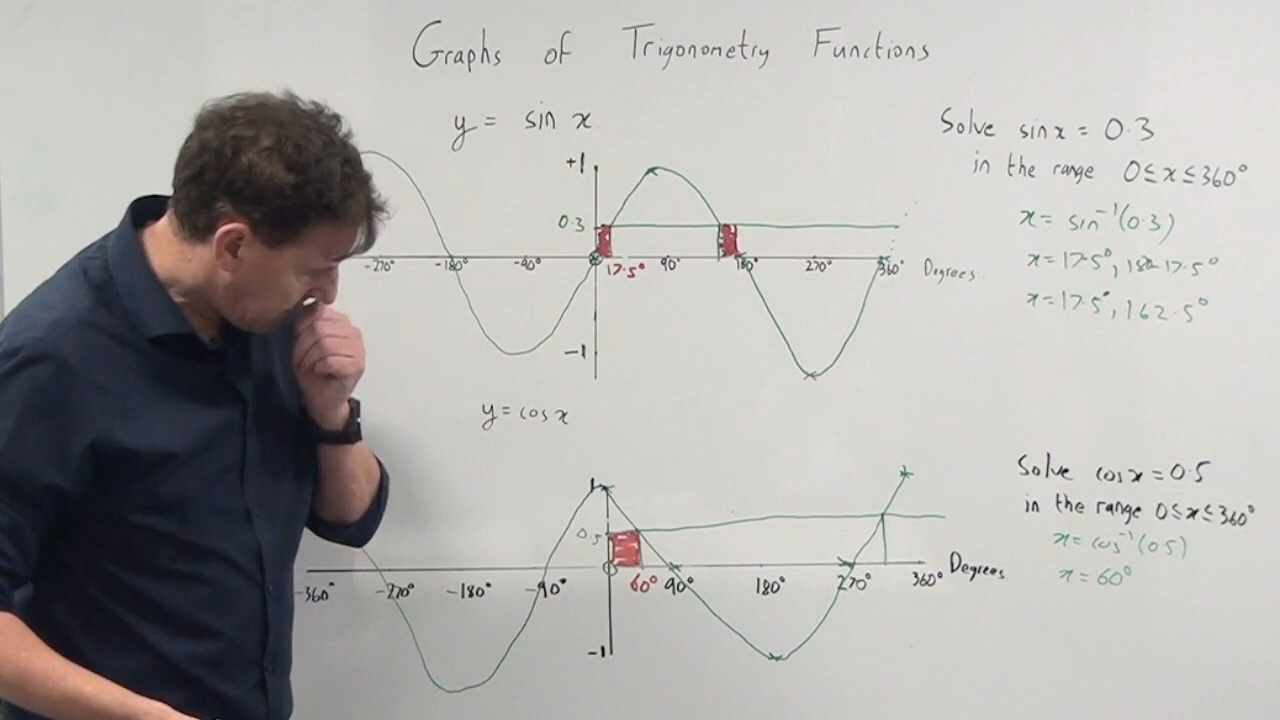 Graphs of Trigonometry Functions
y = sin x
+1
0.3
-270° -180° -90° 17.5° 90° 180° 270° 360° Degrees
-1
Solve sin x = 0.3
in the range 0≤x≤360°
x = sin⁻¹(0.3)
x = 17.5°, 180-17.5°
x = 17.5°, 162.5°
y = cos x
1
0.5
-360° -270° -180° -90° 60° 90° 180° 270° 360° Degrees
-1
Solve cos x = 0.5
in the range 0≤x≤360°
x = cos⁻¹(0.5)
x = 60°